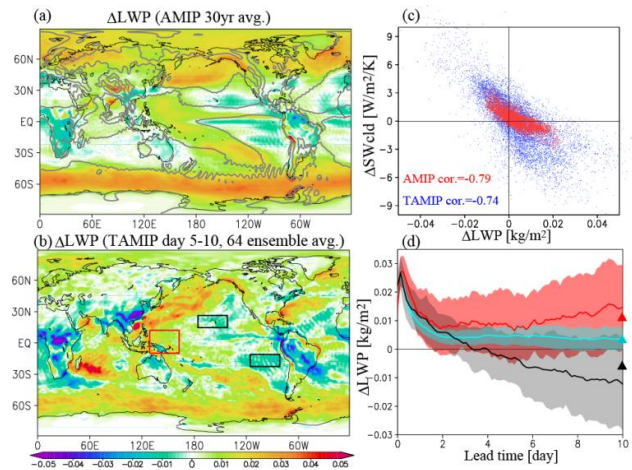 (a) ΔLWP (AMIP 30yr avg.)
60N
30N
EQ
30S
60S
0 60E 120E 180 120W 60W
(b) ΔLWP (TAMIP day 5-10, 64 ensemble avg.)
60N
30N
EQ
30S
60S
0 60E 120E 180 120W 60W
−0.05 −0.04 −0.03 −0.02 −0.01 0 0.01 0.02 0.03 0.04 0.05
(c)
ΔSWcld [W/m2/K]
9
6
3
0
−3
−6
−9
AMIP cor.=-0.79
TAMIP cor.=-0.74
−0.04 −0.02 0 0.02 0.04
ΔLWP [kg/m²]
(d)
ΔLWP [kg/m²]
0.03
0.02
0.01
0
−0.01
−0.02
−0.03
0 2 4 6 8 10
Lead time [day]